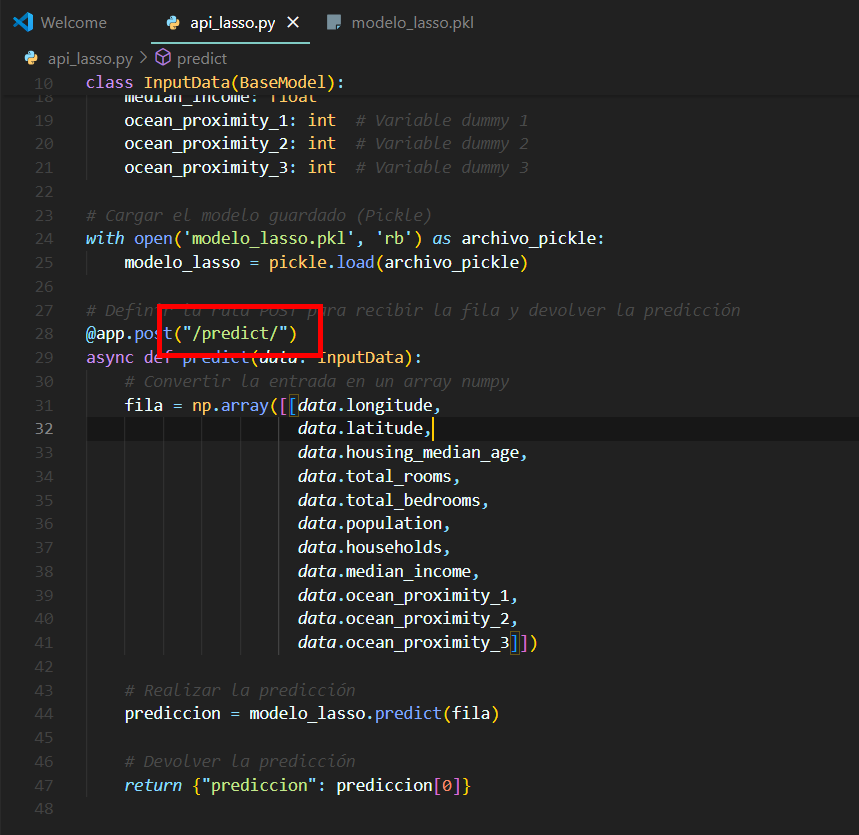 Welcome api_lasso.py modelo_lasso.pkl
api_lasso.py > predict
10 class InputData(BaseModel):
18 median_income: float
19 ocean_proximity_1: int # Variable dummy 1
20 ocean_proximity_2: int # Variable dummy 2
21 ocean_proximity_3: int # Variable dummy 3
22
23 # Cargar el modelo guardado (Pickle)
24 with open('modelo_lasso.pkl', 'rb') as archivo_pickle:
25 modelo_lasso = pickle.load(archivo_pickle)
26
27 # Definir la ruta POST para recibir la fila y devolver la predicción
28 @app.post("/predict/")
29 async def predict(data: InputData):
30 # Convertir la entrada en un array numpy
31 fila = np.array([[data.longitude,
32 data.latitude,
33 data.housing_median_age,
34 data.total_rooms,
35 data.total_bedrooms,
36 data.population,
37 data.households,
38 data.median_income,
39 data.ocean_proximity_1,
40 data.ocean_proximity_2,
41 data.ocean_proximity_3]])
42
43 # Realizar la predicción
44 prediccion = modelo_lasso.predict(fila)
45
46 # Devolver la predicción
47 return {"prediccion": prediccion[0]}
48